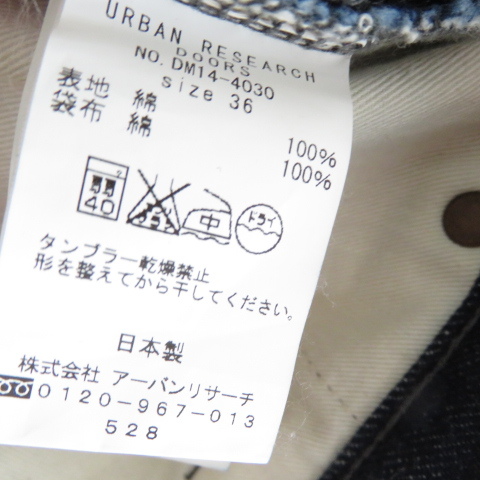 URBAN RESEARCH
DOORS
NO. DM14-4030
size 36
表地 綿 100%
袋布 綿 100%
40 中 ドライ
タンブラー乾燥禁止
形を整えてから干してください。
日本製
株式会社 アーバンリサーチ
0120-967-013
528